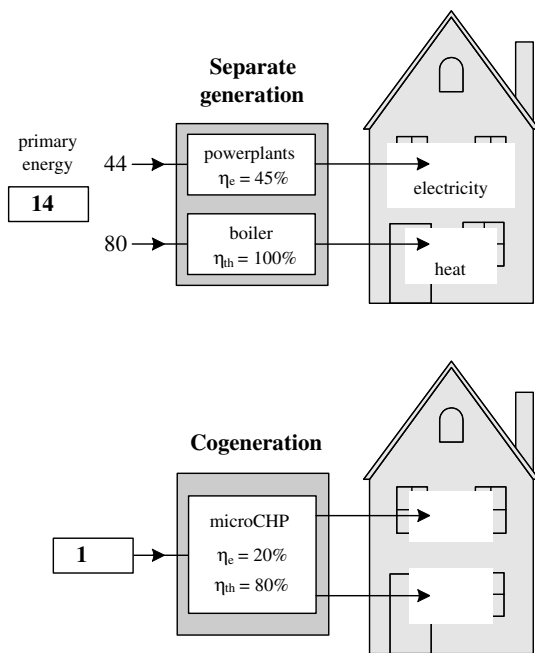 Separate
generation
primary
energy
14
44
powerplants
ηe = 45%
electricity
80
boiler
ηth = 100%
heat
Cogeneration
1
microCHP
ηe = 20%
ηth = 80%